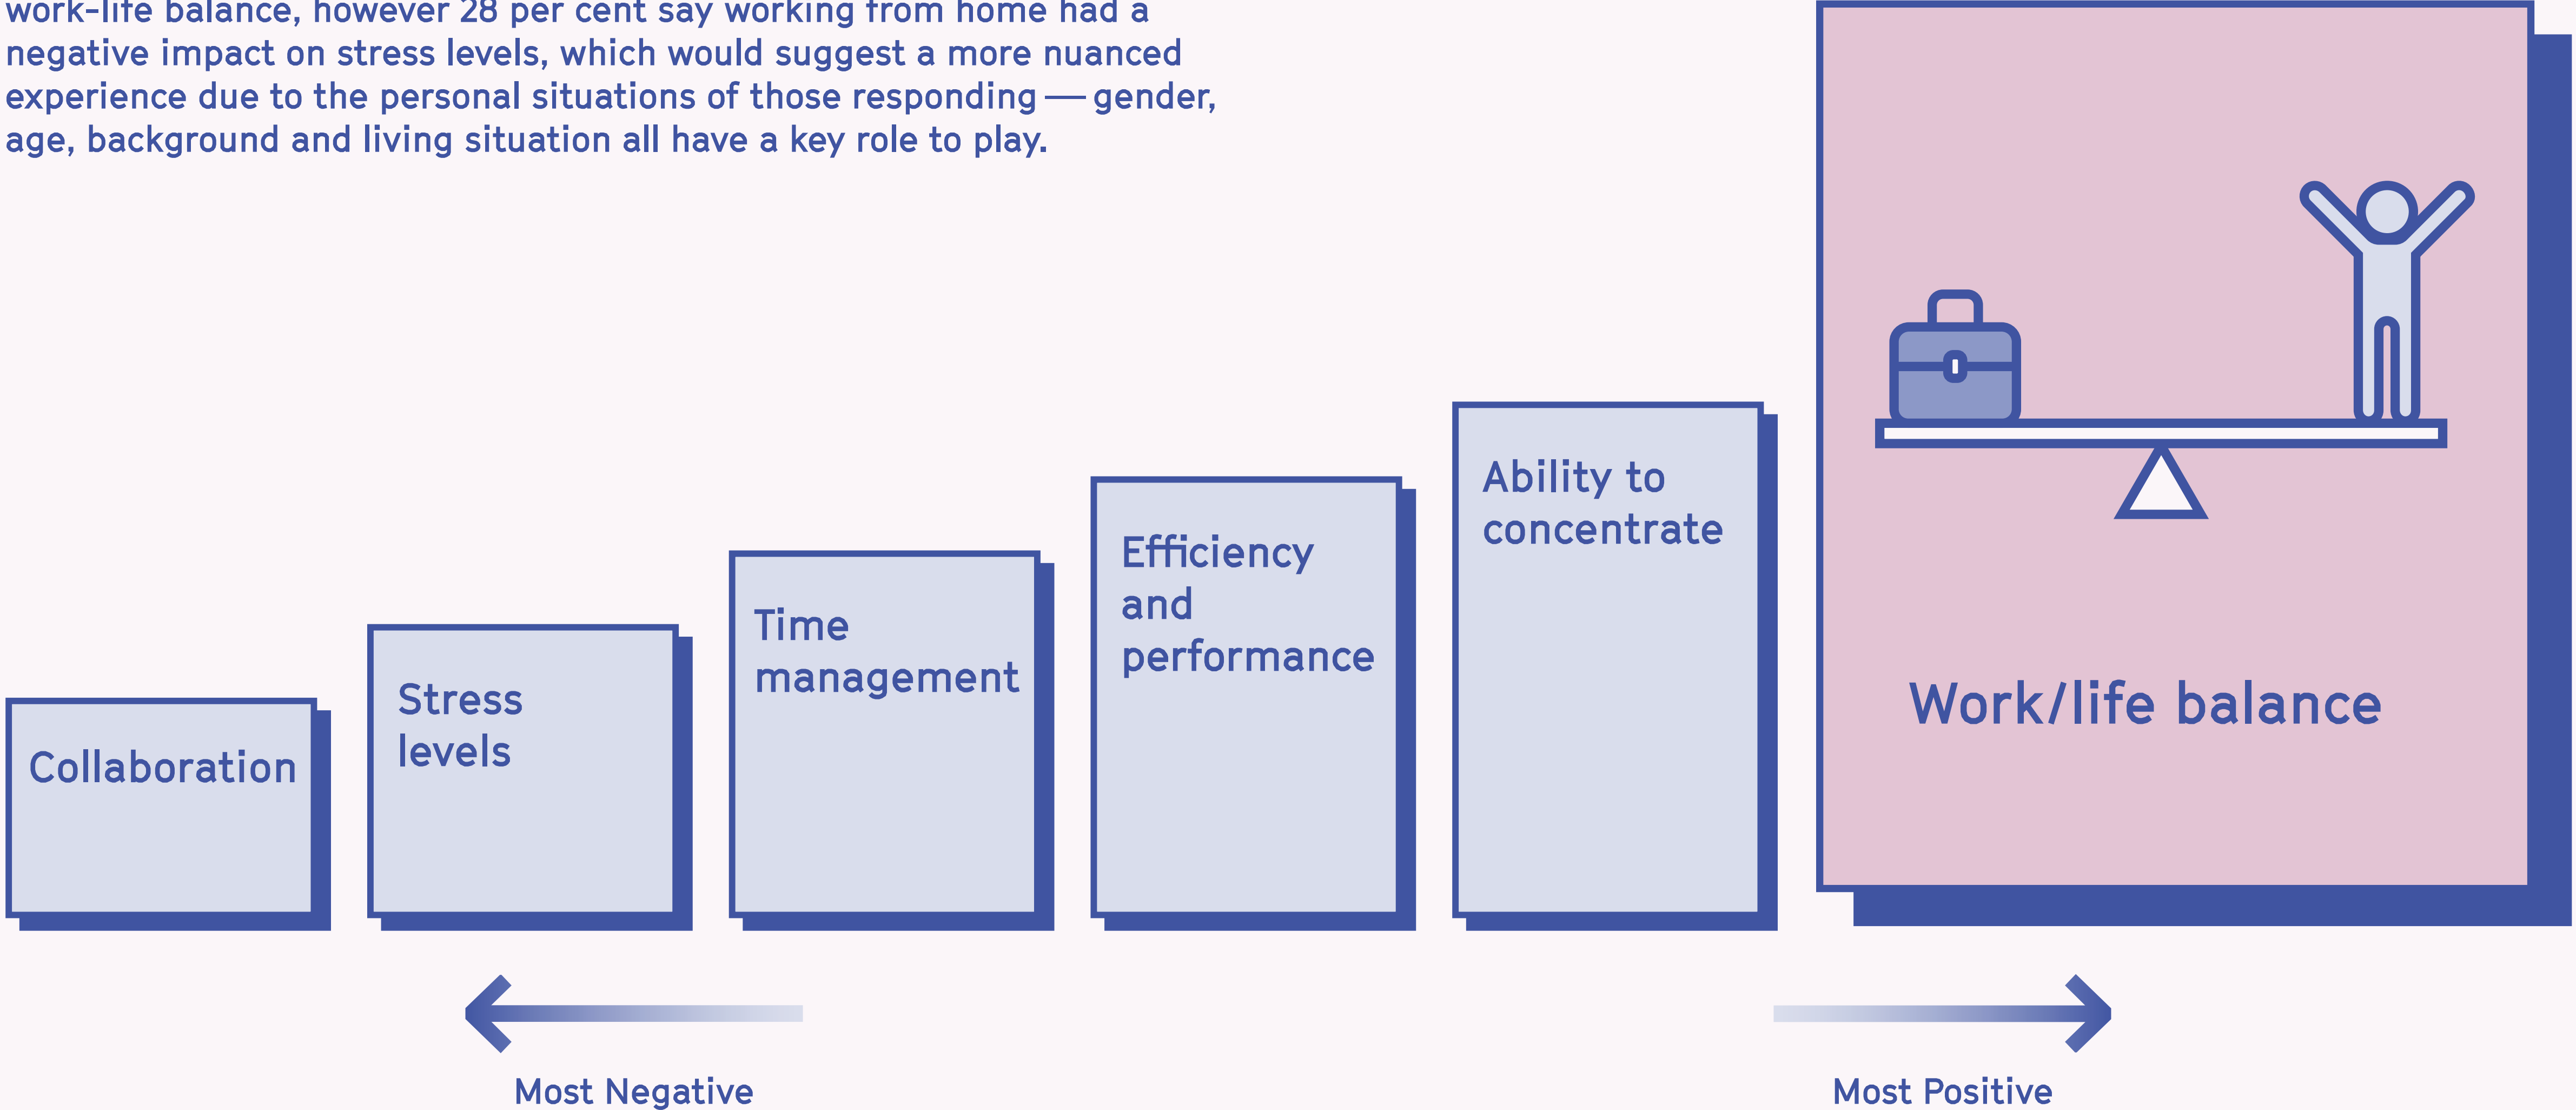 work-life balance, however 28 per cent say working from home had a
negative impact on stress levels, which would suggest a more nuanced
experience due to the personal situations of those responding — gender,
age, background and living situation all have a key role to play.
Collaboration
Stress
levels
Time
management
Efficiency
and
performance
Ability to
concentrate
Work/life balance
Most Negative
Most Positive